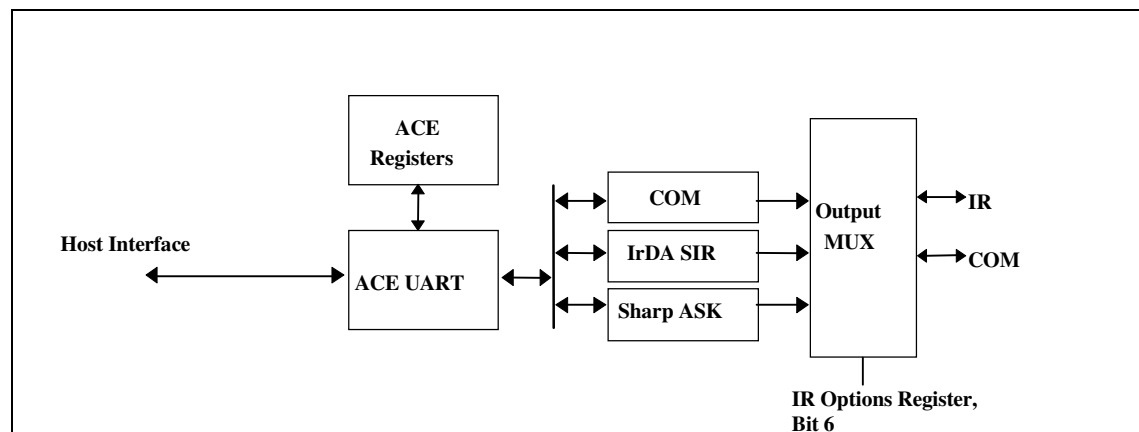 ACE
Registers
Host Interface
ACE UART
COM
IrDA SIR
Sharp ASK
Output
MUX
IR
COM
IR Options Register,
Bit 6